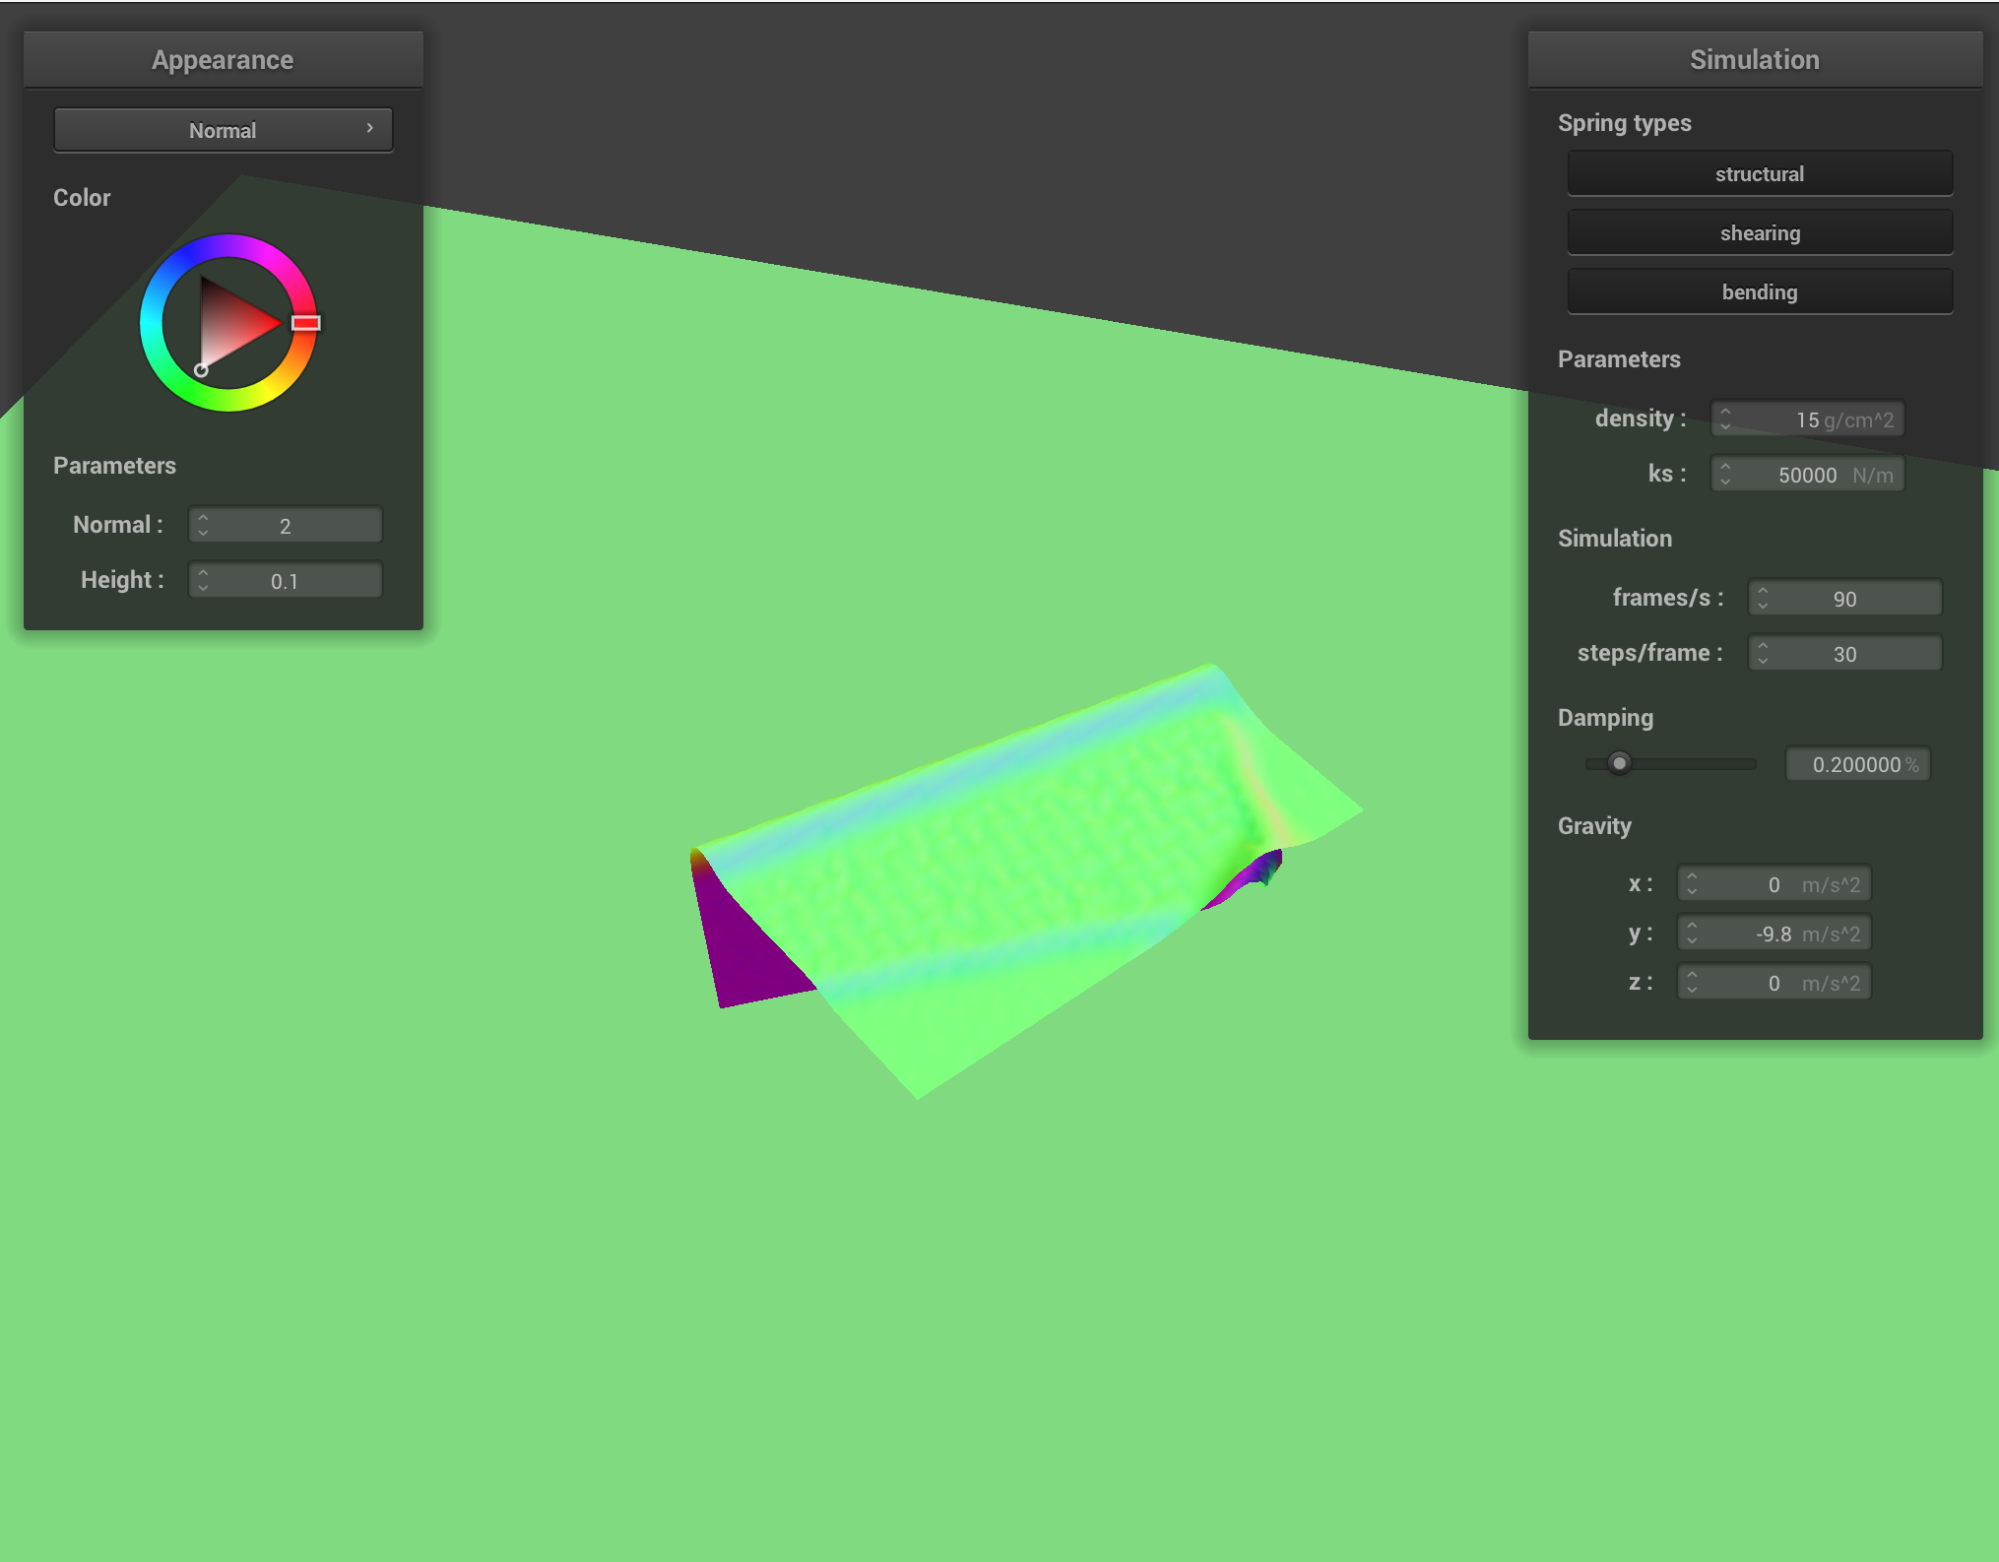 Appearance
Normal
Color
Parameters
Normal : 2
Height : 0.1
Simulation
Spring types
structural
shearing
bending
Parameters
density : 15 g/cm^2
ks : 50000 N/m
Simulation
frames/s : 90
steps/frame : 30
Damping
0.200000 %
Gravity
x : 0 m/s^2
y : -9.8 m/s^2
z : 0 m/s^2